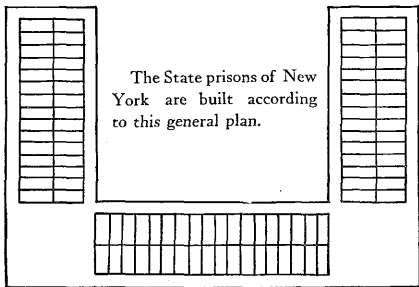 The State prisons of New
York are built according
to this general plan.